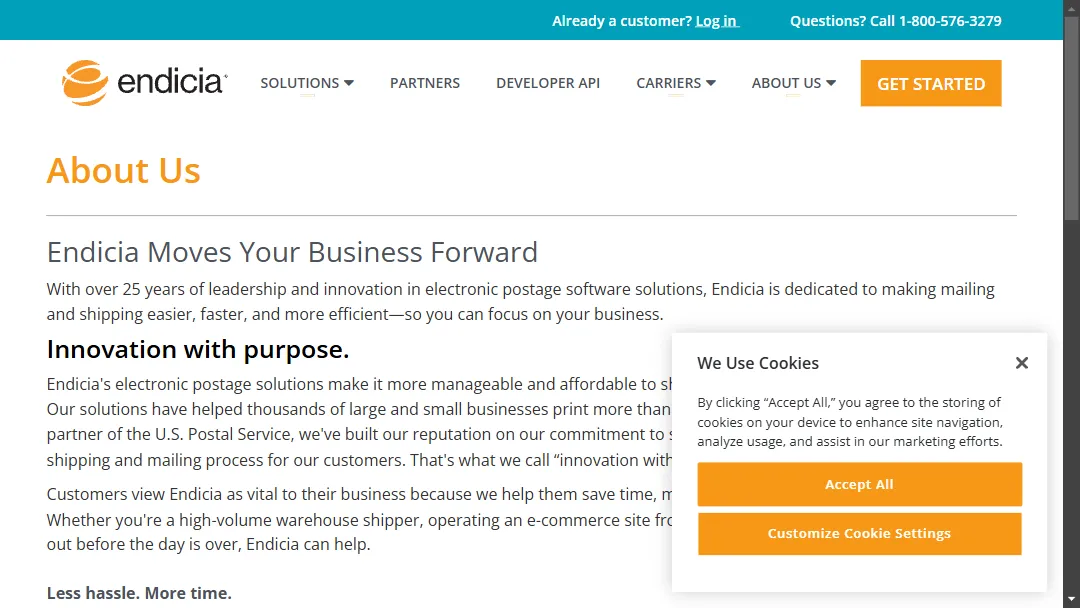 Already a customer? Log in
Questions? Call 1-800-576-3279
endicia
SOLUTIONS
PARTNERS
DEVELOPER API
CARRIERS
ABOUT US
GET STARTED
About Us
Endicia Moves Your Business Forward
With over 25 years of leadership and innovation in electronic postage software solutions, Endicia is dedicated to making mailing
and shipping easier, faster, and more efficient—so you can focus on your business.
Innovation with purpose.
Endicia's electronic postage solutions make it more manageable and affordable to
Our solutions have helped thousands of large and small businesses print more than
partner of the U.S. Postal Service, we've built our reputation on our commitment to
shipping and mailing process for our customers. That's what we call “innovation
Customers view Endicia as vital to their business because we help them save time,
Whether you're a high-volume warehouse shipper, operating an e-commerce site
out before the day is over, Endicia can help.
Less hassle. More time.
We Use Cookies
By clicking “Accept All,” you agree to the storing of
cookies on your device to enhance site navigation,
analyze usage, and assist in our marketing efforts.
Accept All
Customize Cookie Settings